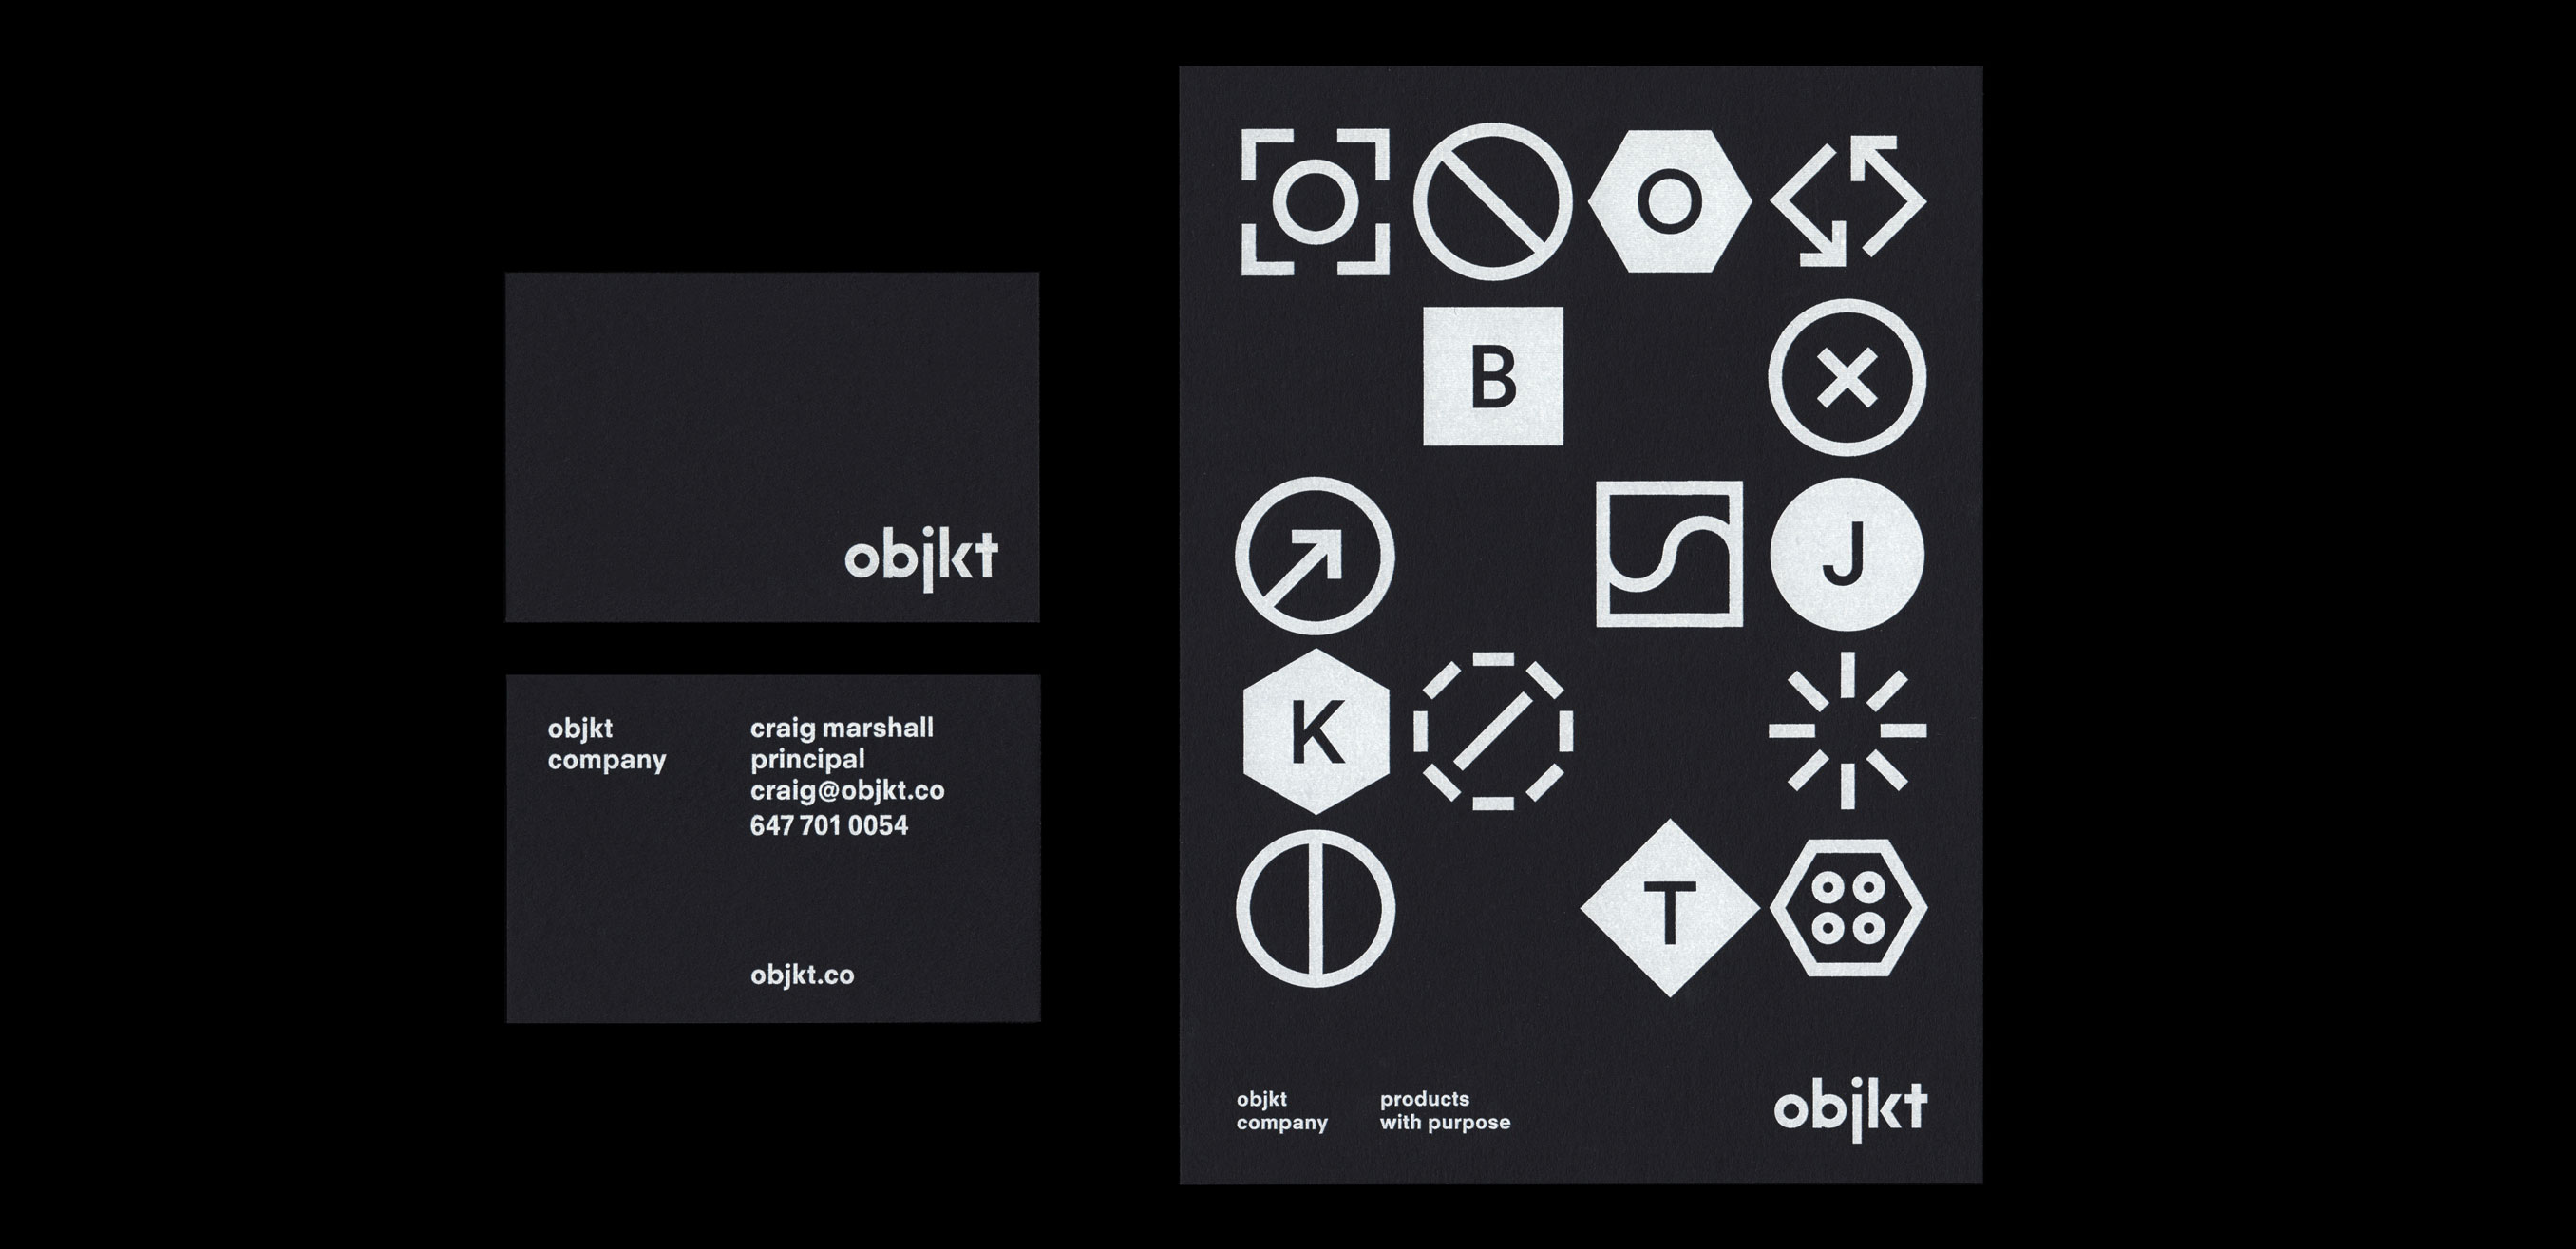 objkt
objkt
company
craig marshall
principal
craig@objkt.co
647 701 0054
objkt.co
O
B
J
K
T
objkt
company
products
with purpose
objkt